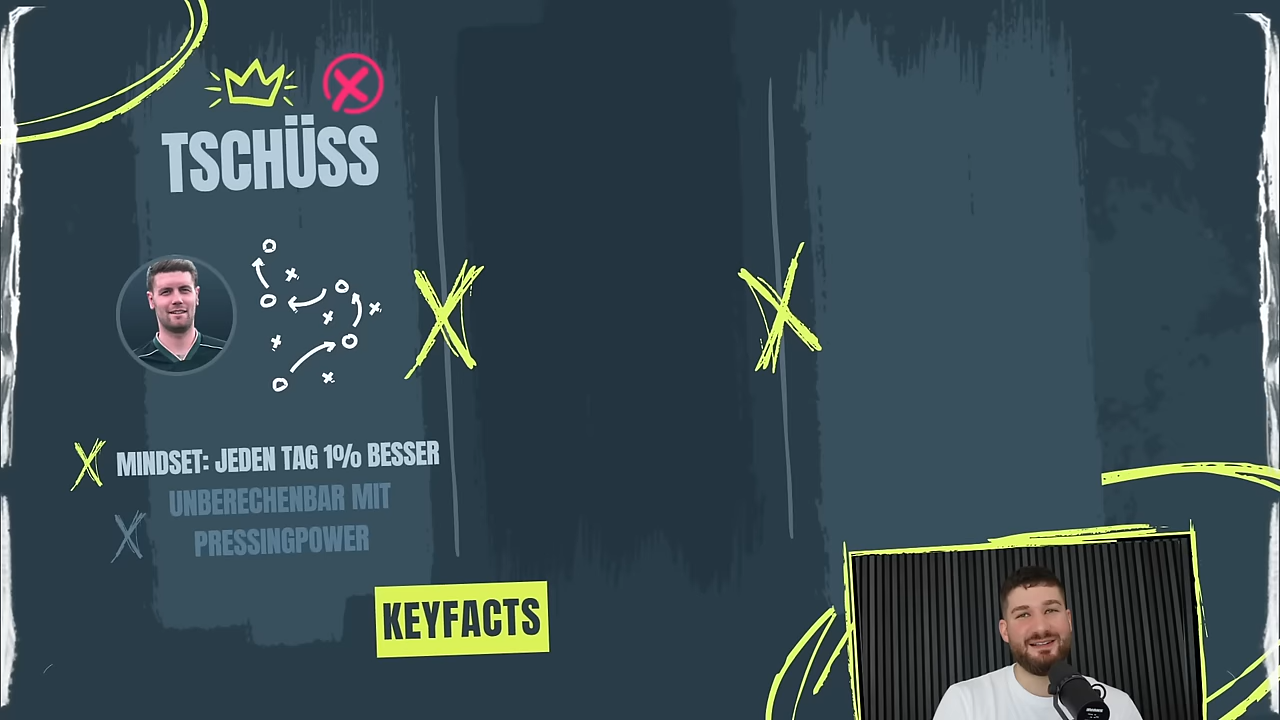 TSCHÜSS
MINDSET: JEDEN TAG 1% BESSER
UNBERECHENBAR MIT
PRESSINGPOWER
KEYFACTS